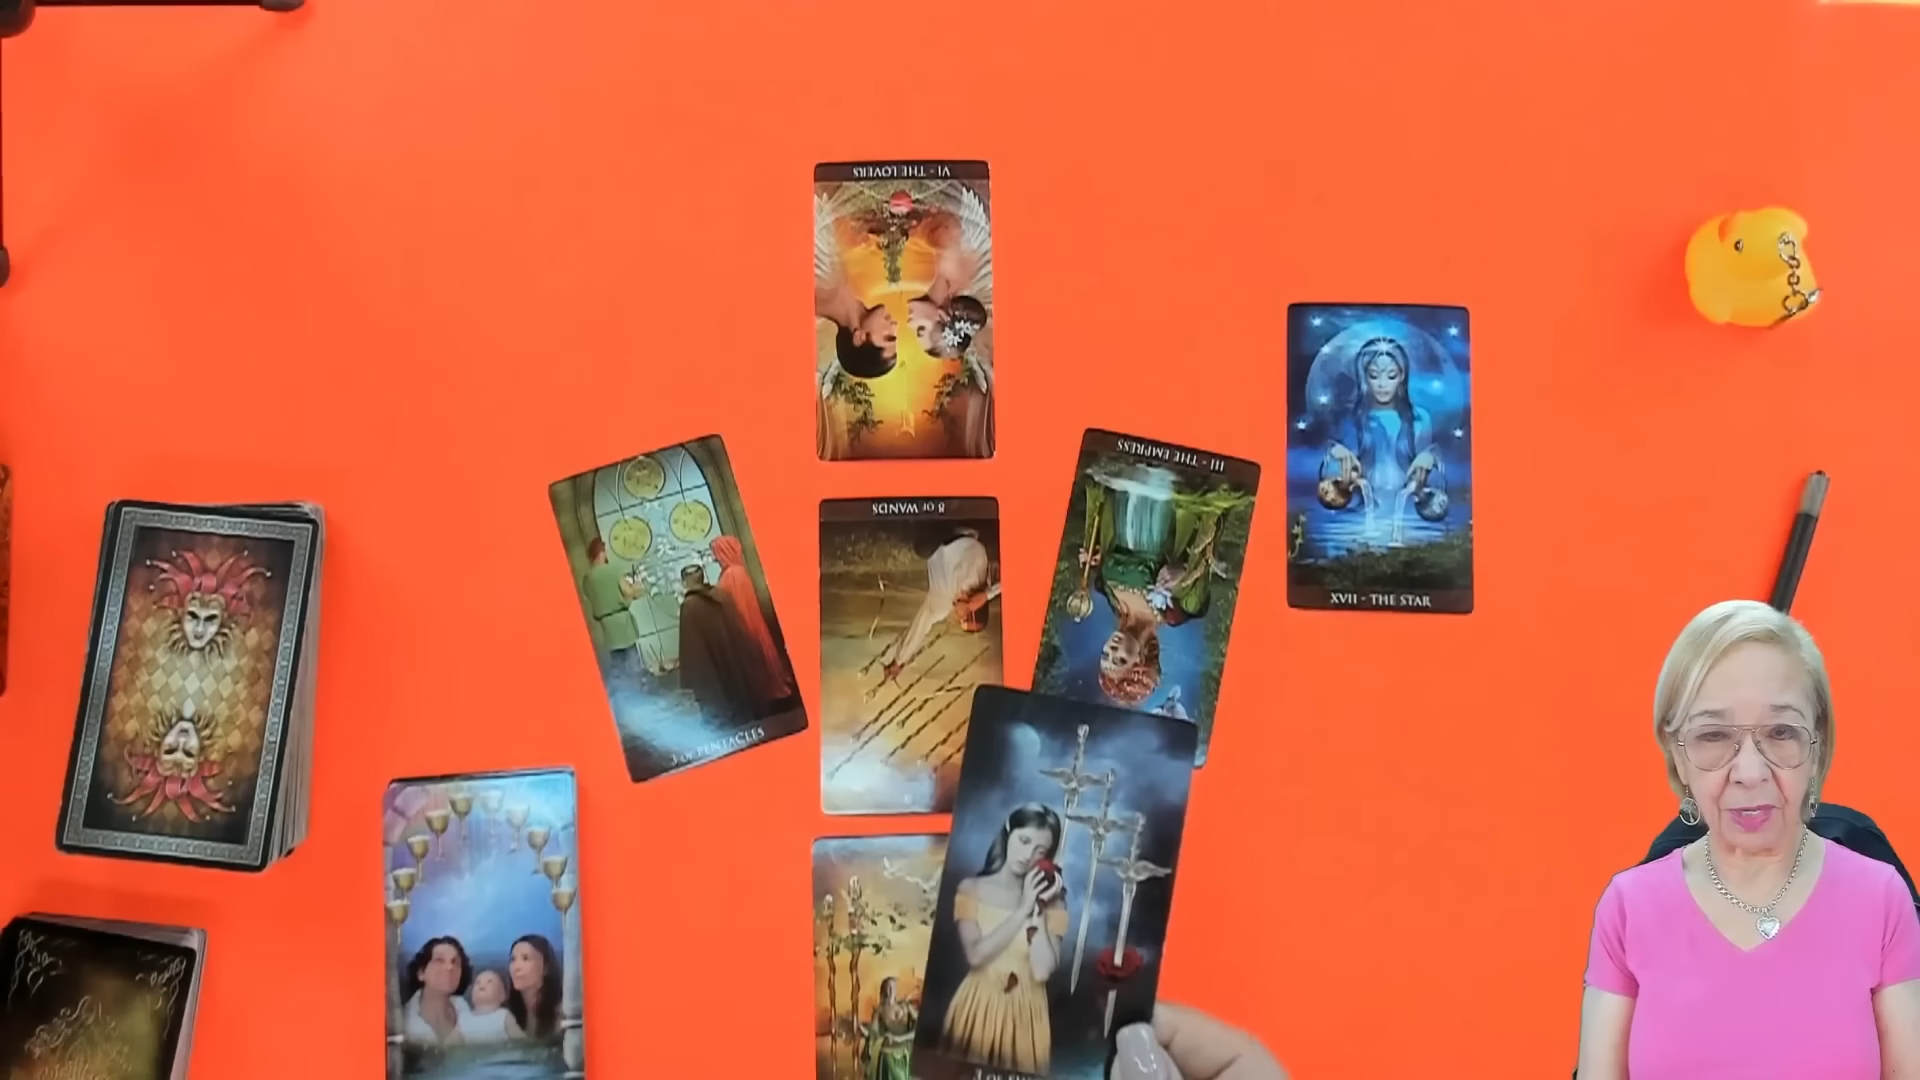 VI - THE LOVERS
III - THE EMPRESS
8 OF WANDS
XVII - THE STAR
3 OF PENTACLES